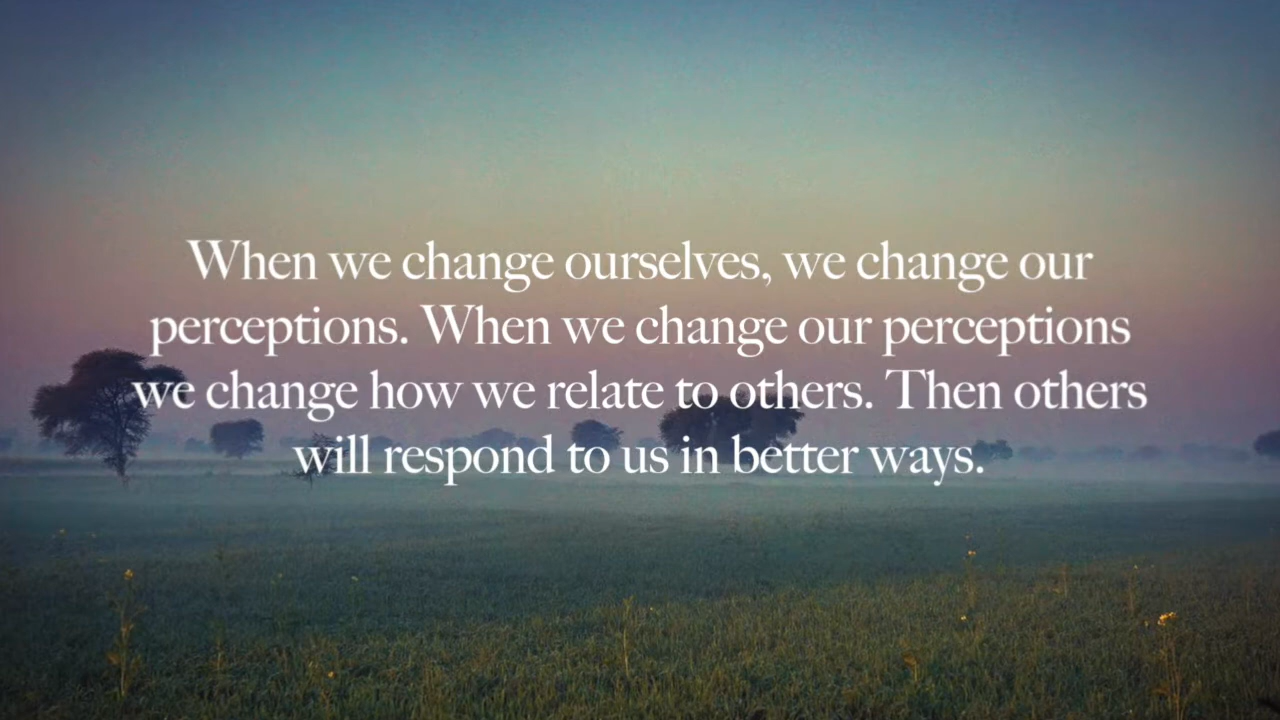 When we change ourselves, we change our
perceptions. When we change our perceptions
we change how we relate to others. Then others
will respond to us in better ways.